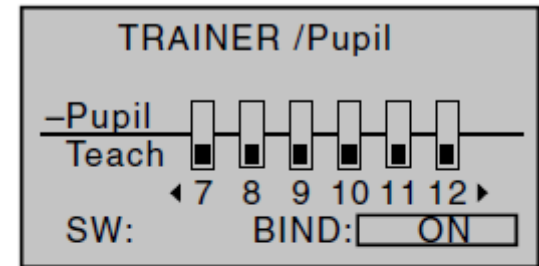 TRAINER /Pupil
–Pupil
Teach
◂ 7 8 9 10 11 12 ▸
SW: BIND: ON